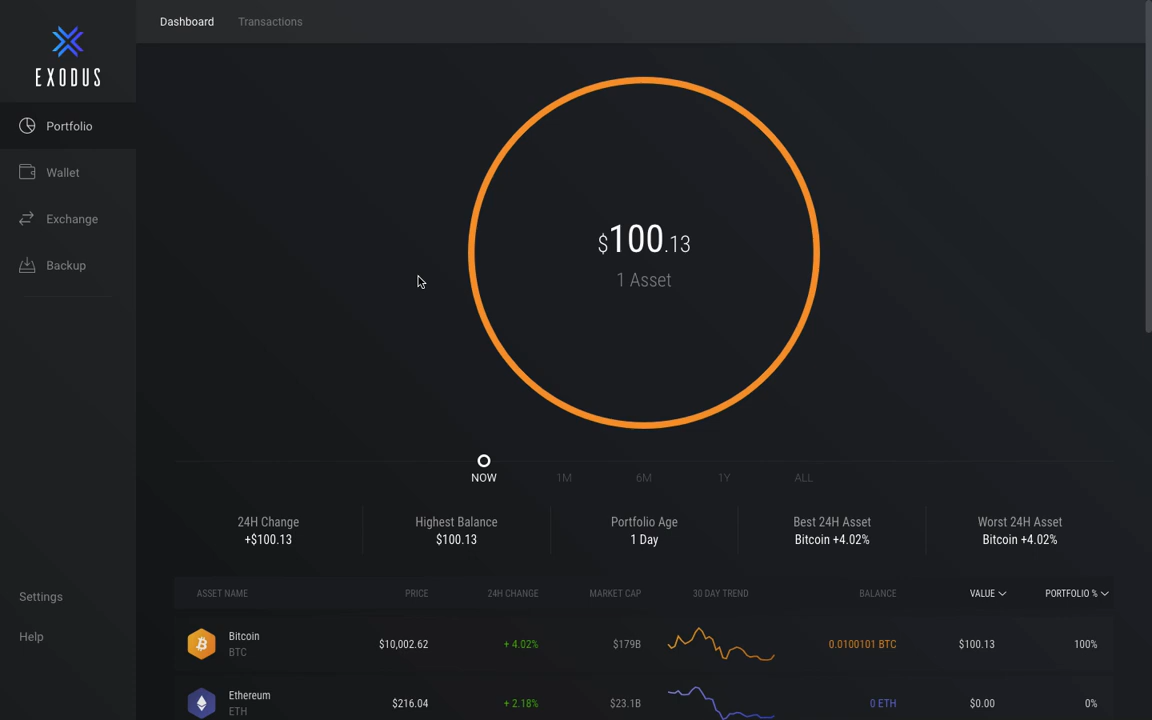 Dashboard Transactions
EXODUS
Portfolio
Wallet
Exchange
Backup
Settings
Help
$100.13
1 Asset
NOW 1M 6M 1Y ALL
24H Change Highest Balance Portfolio Age Best 24H Asset Worst 24H Asset
+$100.13 $100.13 1 Day Bitcoin +4.02% Bitcoin +4.02%
ASSET NAME PRICE 24H CHANGE MARKET CAP 30 DAY TREND BALANCE VALUE PORTFOLIO %
Bitcoin
BTC
$10,002.62 + 4.02% $179B 0.0100101 BTC $100.13 100%
Ethereum
ETH
$216.04 + 2.18% $23.1B 0 ETH $0.00 0%